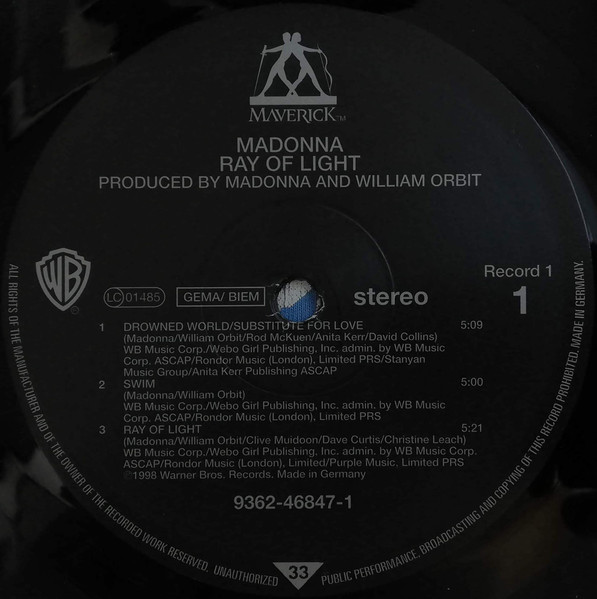 MAVERICK™
MADONNA
RAY OF LIGHT
PRODUCED BY MADONNA AND WILLIAM ORBIT
WB
®
LC 01485
GEMA/ BIEM
stereo
Record 1
1
1 DROWNED WORLD/SUBSTITUTE FOR LOVE 5:09
(Madonna/William Orbit/Rod McKuen/Anita Kerr/David Collins)
WB Music Corp./Webo Girl Publishing, Inc. admin. by WB Music
Corp. ASCAP/Rondor Music (London), Limited PRS/Stanyan
Music Group/Anita Kerr Publishing ASCAP
2 SWIM 5:00
(Madonna/William Orbit)
WB Music Corp./Webo Girl Publishing, Inc. admin. by WB Music
Corp. ASCAP/Rondor Music (London), Limited PRS
3 RAY OF LIGHT 5:21
(Madonna/William Orbit/Clive Muidoon/Dave Curtis/Christine Leach)
WB Music Corp./Webo Girl Publishing, Inc. admin. by WB Music Corp.
ASCAP/Rondor Music (London), Limited/Purple Music, Limited PRS
℗1998 Warner Bros. Records. Made in Germany
9362-46847-1
33
ALL RIGHTS OF THE MANUFACTURER AND OF THE OWNER OF THE RECORDED WORK RESERVED. UNAUTHORIZED PUBLIC PERFORMANCE, BROADCASTING AND COPYING OF THIS RECORD PROHIBITED. MADE IN GERMANY.